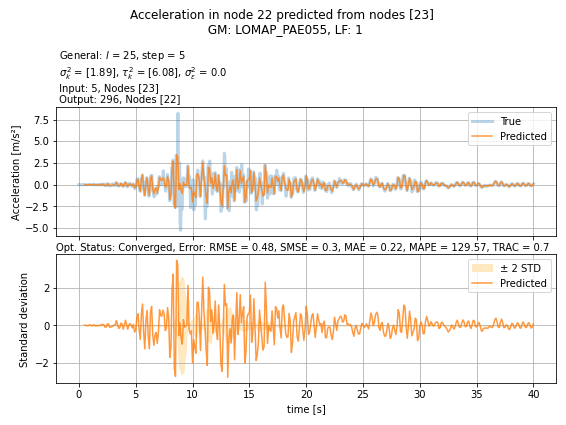 Acceleration in node 22 predicted from nodes [23]
GM: LOMAP_PAE055, LF: 1
General: l = 25, step = 5
σ²ₖ = [1.89], τ²ₖ = [6.08], σ²ε = 0.0
Input: 5, Nodes [23]
Output: 296, Nodes [22]
Acceleration [m/s²]
7.5
5.0
2.5
0.0
−2.5
−5.0
True
Predicted
Opt. Status: Converged, Error: RMSE = 0.48, SMSE = 0.3, MAE = 0.22, MAPE = 129.57, TRAC = 0.7
Standard deviation
2
0
−2
± 2 STD
Predicted
0 5 10 15 20 25 30 35 40
time [s]